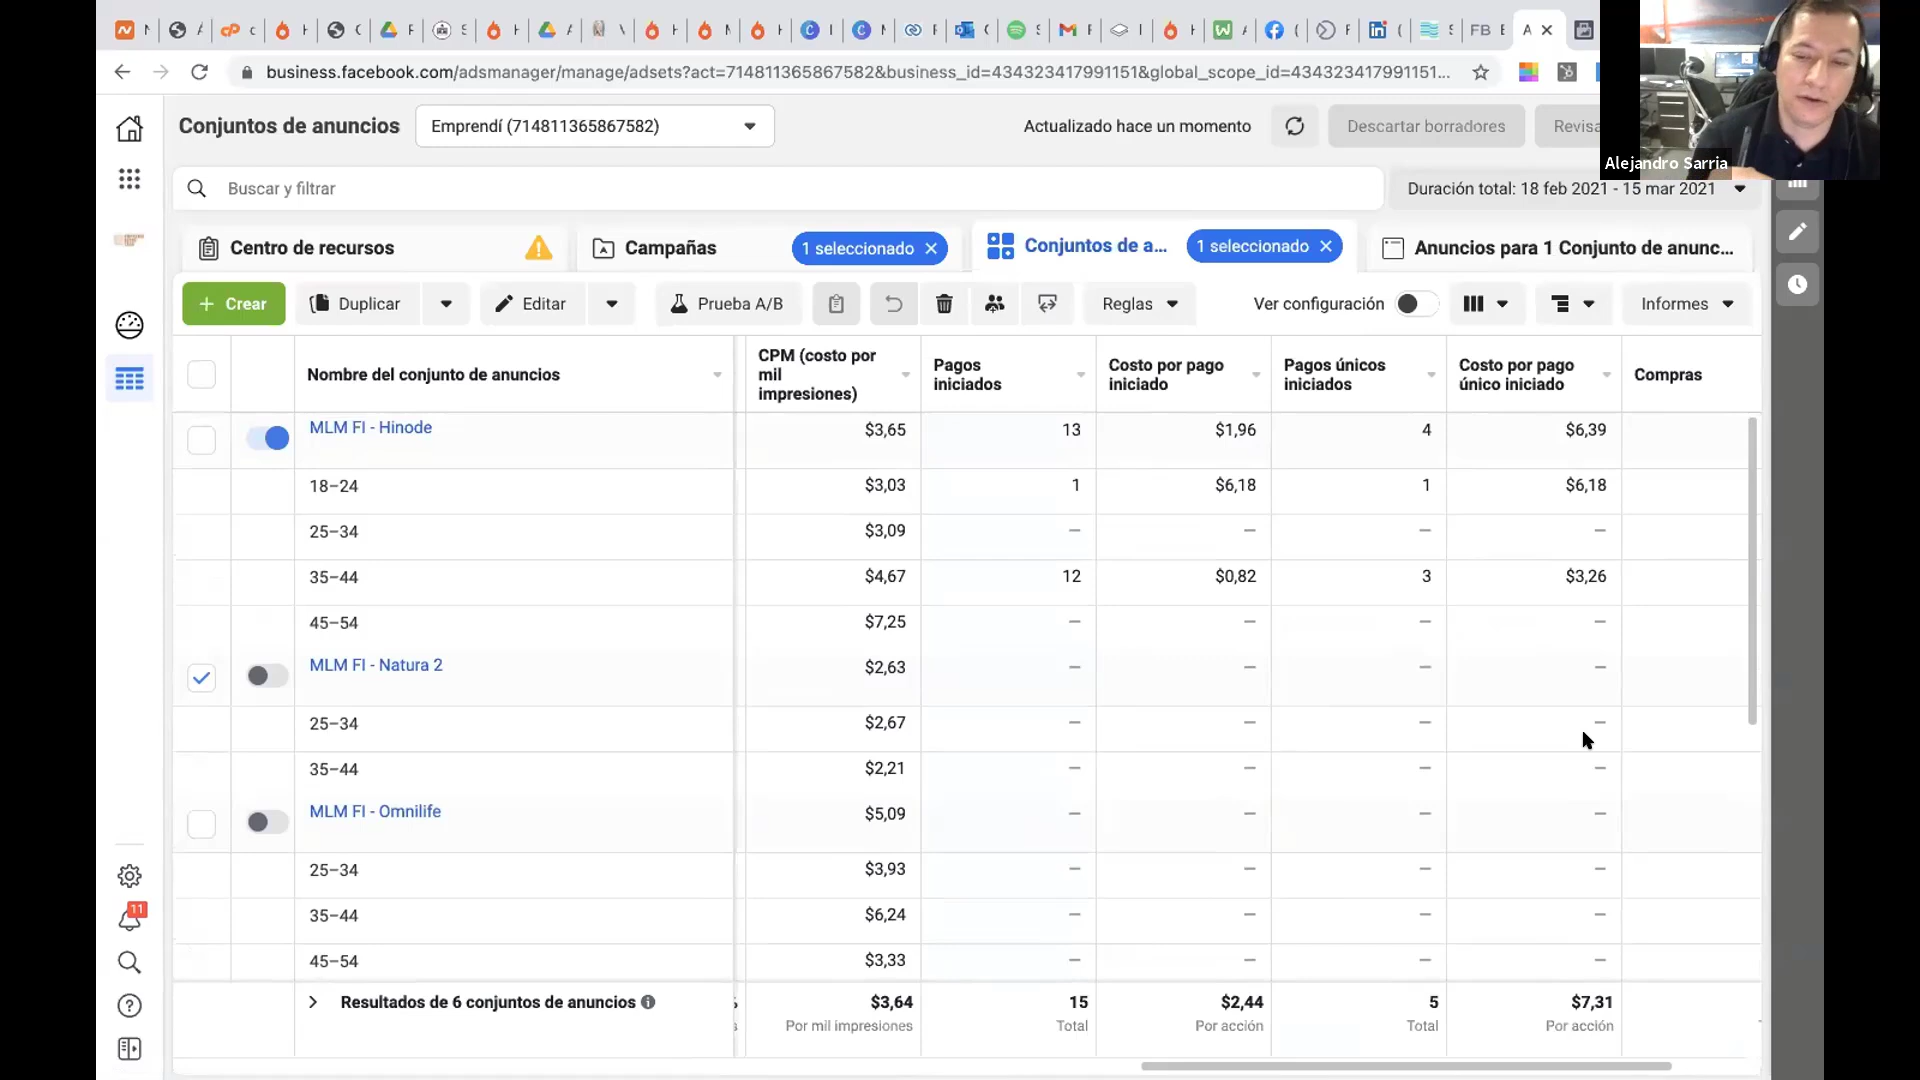 business.facebook.com/adsmanager/manage/adsets?act=714811365867582&business_id=434323417991151&global_scope_id=434323417991151...
FB
Alejandro Sarria
Conjuntos de anuncios
Emprendí (714811365867582)
Actualizado hace un momento
Descartar borradores
Buscar y filtrar
Duración total: 18 feb 2021 - 15 mar 2021
Centro de recursos
Campañas
1 seleccionado
Conjuntos de a...
1 seleccionado
Anuncios para 1 Conjunto de anunc...
+ Crear
Duplicar
Editar
Prueba A/B
Reglas
Ver configuración
Informes
Nombre del conjunto de anuncios
CPM (costo por mil impresiones)
Pagos iniciados
Costo por pago iniciado
Pagos únicos iniciados
Costo por pago único iniciado
Compras
MLM FI - Hinode $3,65 13 $1,96 4 $6,39
18–24 $3,03 1 $6,18 1 $6,18
25–34 $3,09 – – – –
35–44 $4,67 12 $0,82 3 $3,26
45–54 $7,25 – – – –
MLM FI - Natura 2 $2,63 – – – –
25–34 $2,67 – – – –
35–44 $2,21 – – – –
MLM FI - Omnilife $5,09 – – – –
25–34 $3,93 – – – –
35–44 $6,24 – – – –
45–54 $3,33 – – – –
Resultados de 6 conjuntos de anuncios $3,64 15 $2,44 5 $7,31
Por mil impresiones Total Por acción Total Por acción
11